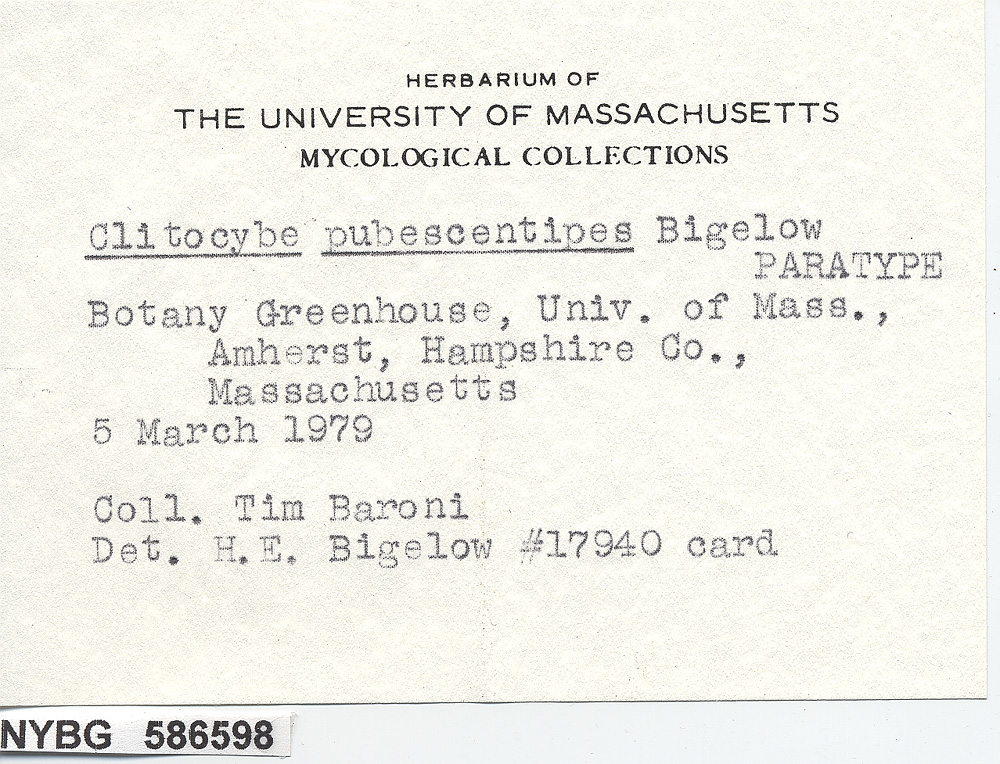 HERBARIUM OF
THE UNIVERSITY OF MASSACHUSETTS
MYCOLOGICAL COLLECTIONS
Clitocybe pubescentipes Bigelow
PARATYPE
Botany Greenhouse, Univ. of Mass.,
Amherst, Hampshire Co.,
Massachusetts
5 March 1979
Coll. Tim Baroni
Det. H.E. Bigelow #17940 card
NYBG 586598